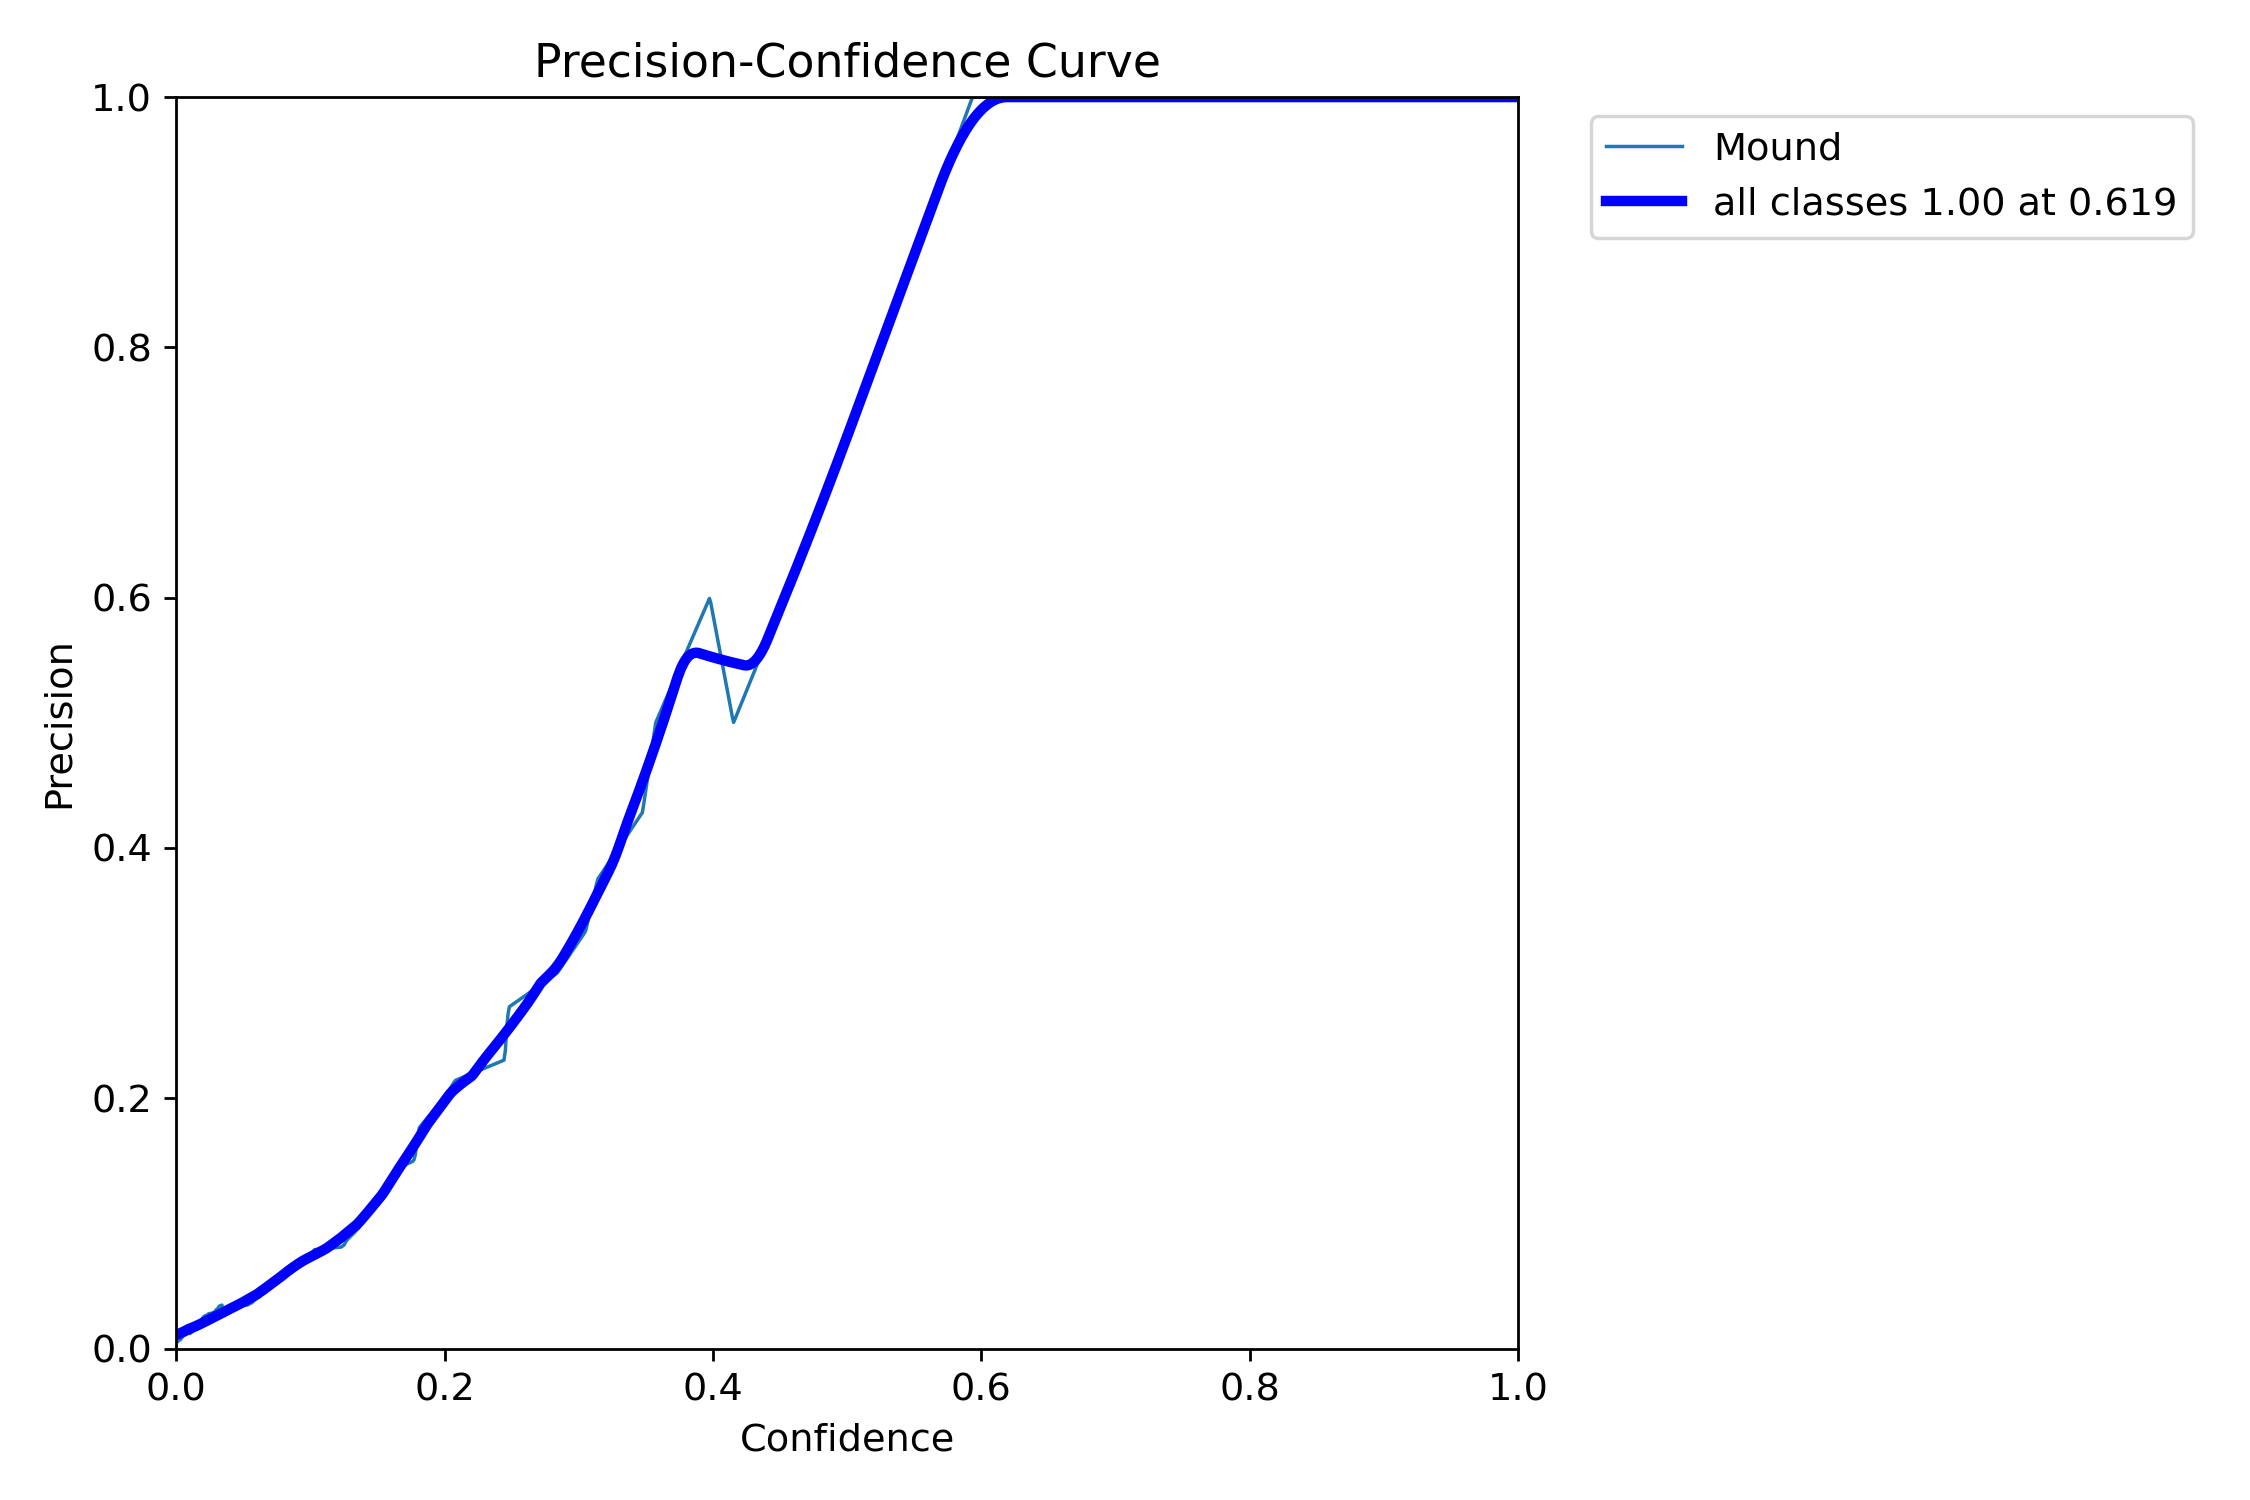 Precision-Confidence Curve
1.0
0.8
0.6
0.4
0.2
0.0
Precision
0.0 0.2 0.4 0.6 0.8 1.0
Confidence
Mound
all classes 1.00 at 0.619